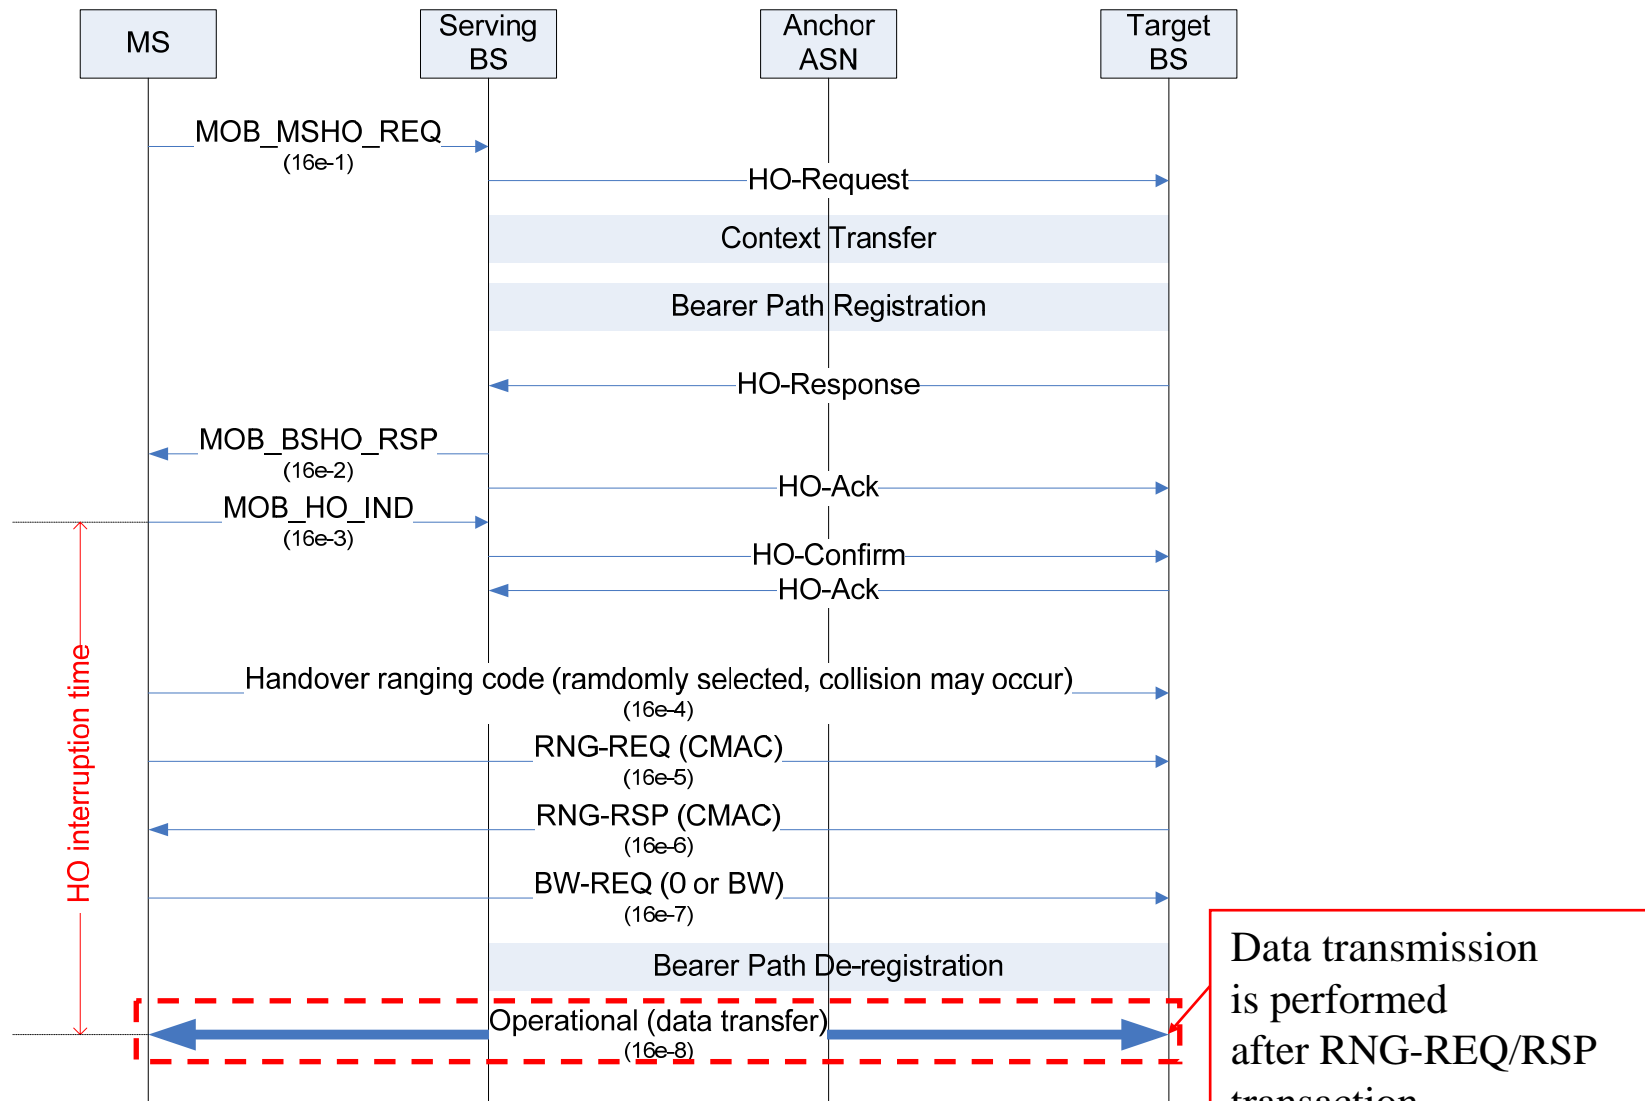 MS
Serving
BS
Anchor
ASN
Target
BS
MOB_MSHO_REQ
(16e-1)
HO-Request
Context Transfer
Bearer Path Registration
HO-Response
MOB_BSHO_RSP
(16e-2)
HO-Ack
MOB_HO_IND
(16e-3)
HO-Confirm
HO-Ack
HO interruption time
Handover ranging code (ramdomly selected, collision may occur)
(16e-4)
RNG-REQ (CMAC)
(16e-5)
RNG-RSP (CMAC)
(16e-6)
BW-REQ (0 or BW)
(16e-7)
Bearer Path De-registration
Operational (data transfer)
(16e-8)
Data transmission
is performed
after RNG-REQ/RSP
transaction